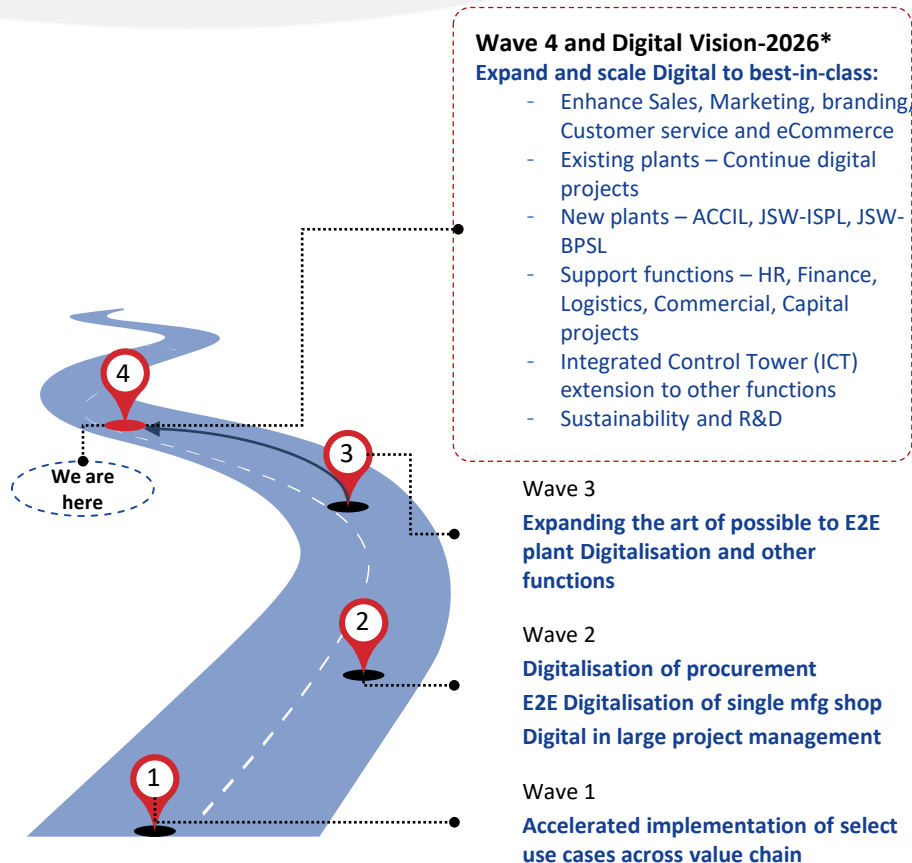 Wave 4 and Digital Vision-2026*
Expand and scale Digital to best-in-class:
- Enhance Sales, Marketing, branding,
Customer service and eCommerce
- Existing plants – Continue digital
projects
- New plants – ACCIL, JSW-ISPL, JSW-
BPSL
- Support functions – HR, Finance,
Logistics, Commercial, Capital
projects
- Integrated Control Tower (ICT)
extension to other functions
- Sustainability and R&D
4
We are
here
3
Wave 3
Expanding the art of possible to E2E
plant Digitalisation and other
functions
2
Wave 2
Digitalisation of procurement
E2E Digitalisation of single mfg shop
Digital in large project management
1
Wave 1
Accelerated implementation of select
use cases across value chain